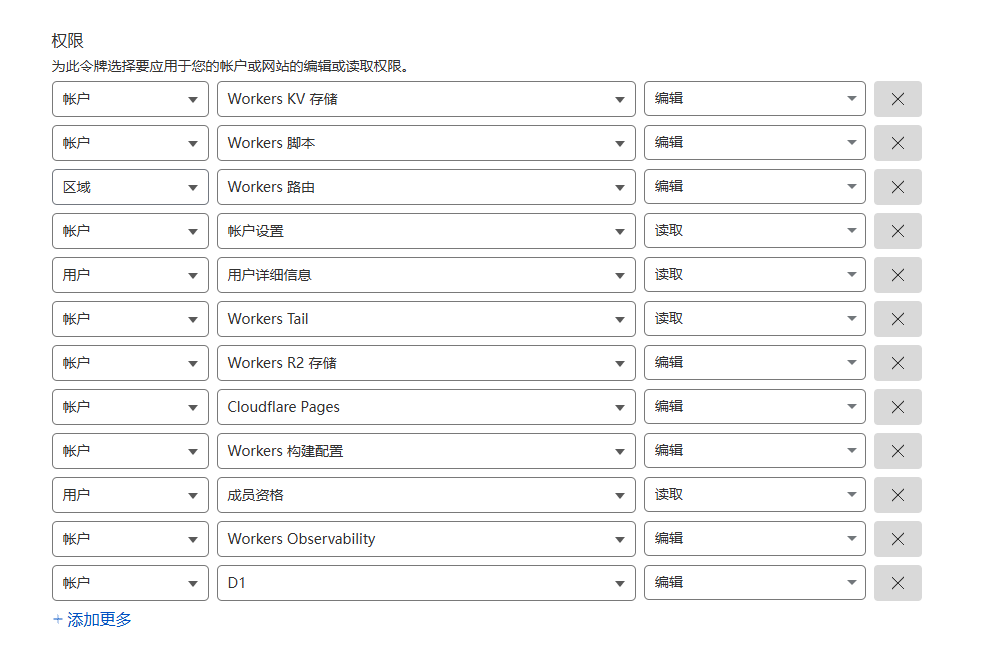 权限
为此令牌选择要应用于您的帐户或网站的编辑或读取权限。
帐户 Workers KV 存储 编辑
帐户 Workers 脚本 编辑
区域 Workers 路由 编辑
帐户 帐户设置 读取
用户 用户详细信息 读取
帐户 Workers Tail 读取
帐户 Workers R2 存储 编辑
帐户 Cloudflare Pages 编辑
帐户 Workers 构建配置 编辑
用户 成员资格 读取
帐户 Workers Observability 编辑
帐户 D1 编辑
+ 添加更多